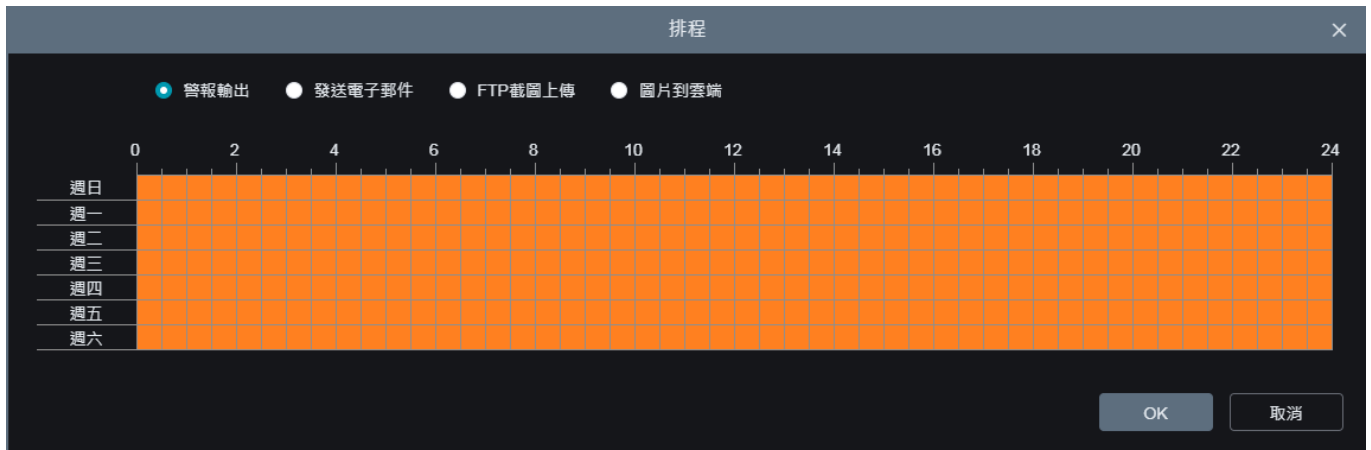 排程
警報輸出 發送電子郵件 FTP截圖上傳 圖片到雲端
0 2 4 6 8 10 12 14 16 18 20 22 24
週日
週一
週二
週三
週四
週五
週六
OK 取消